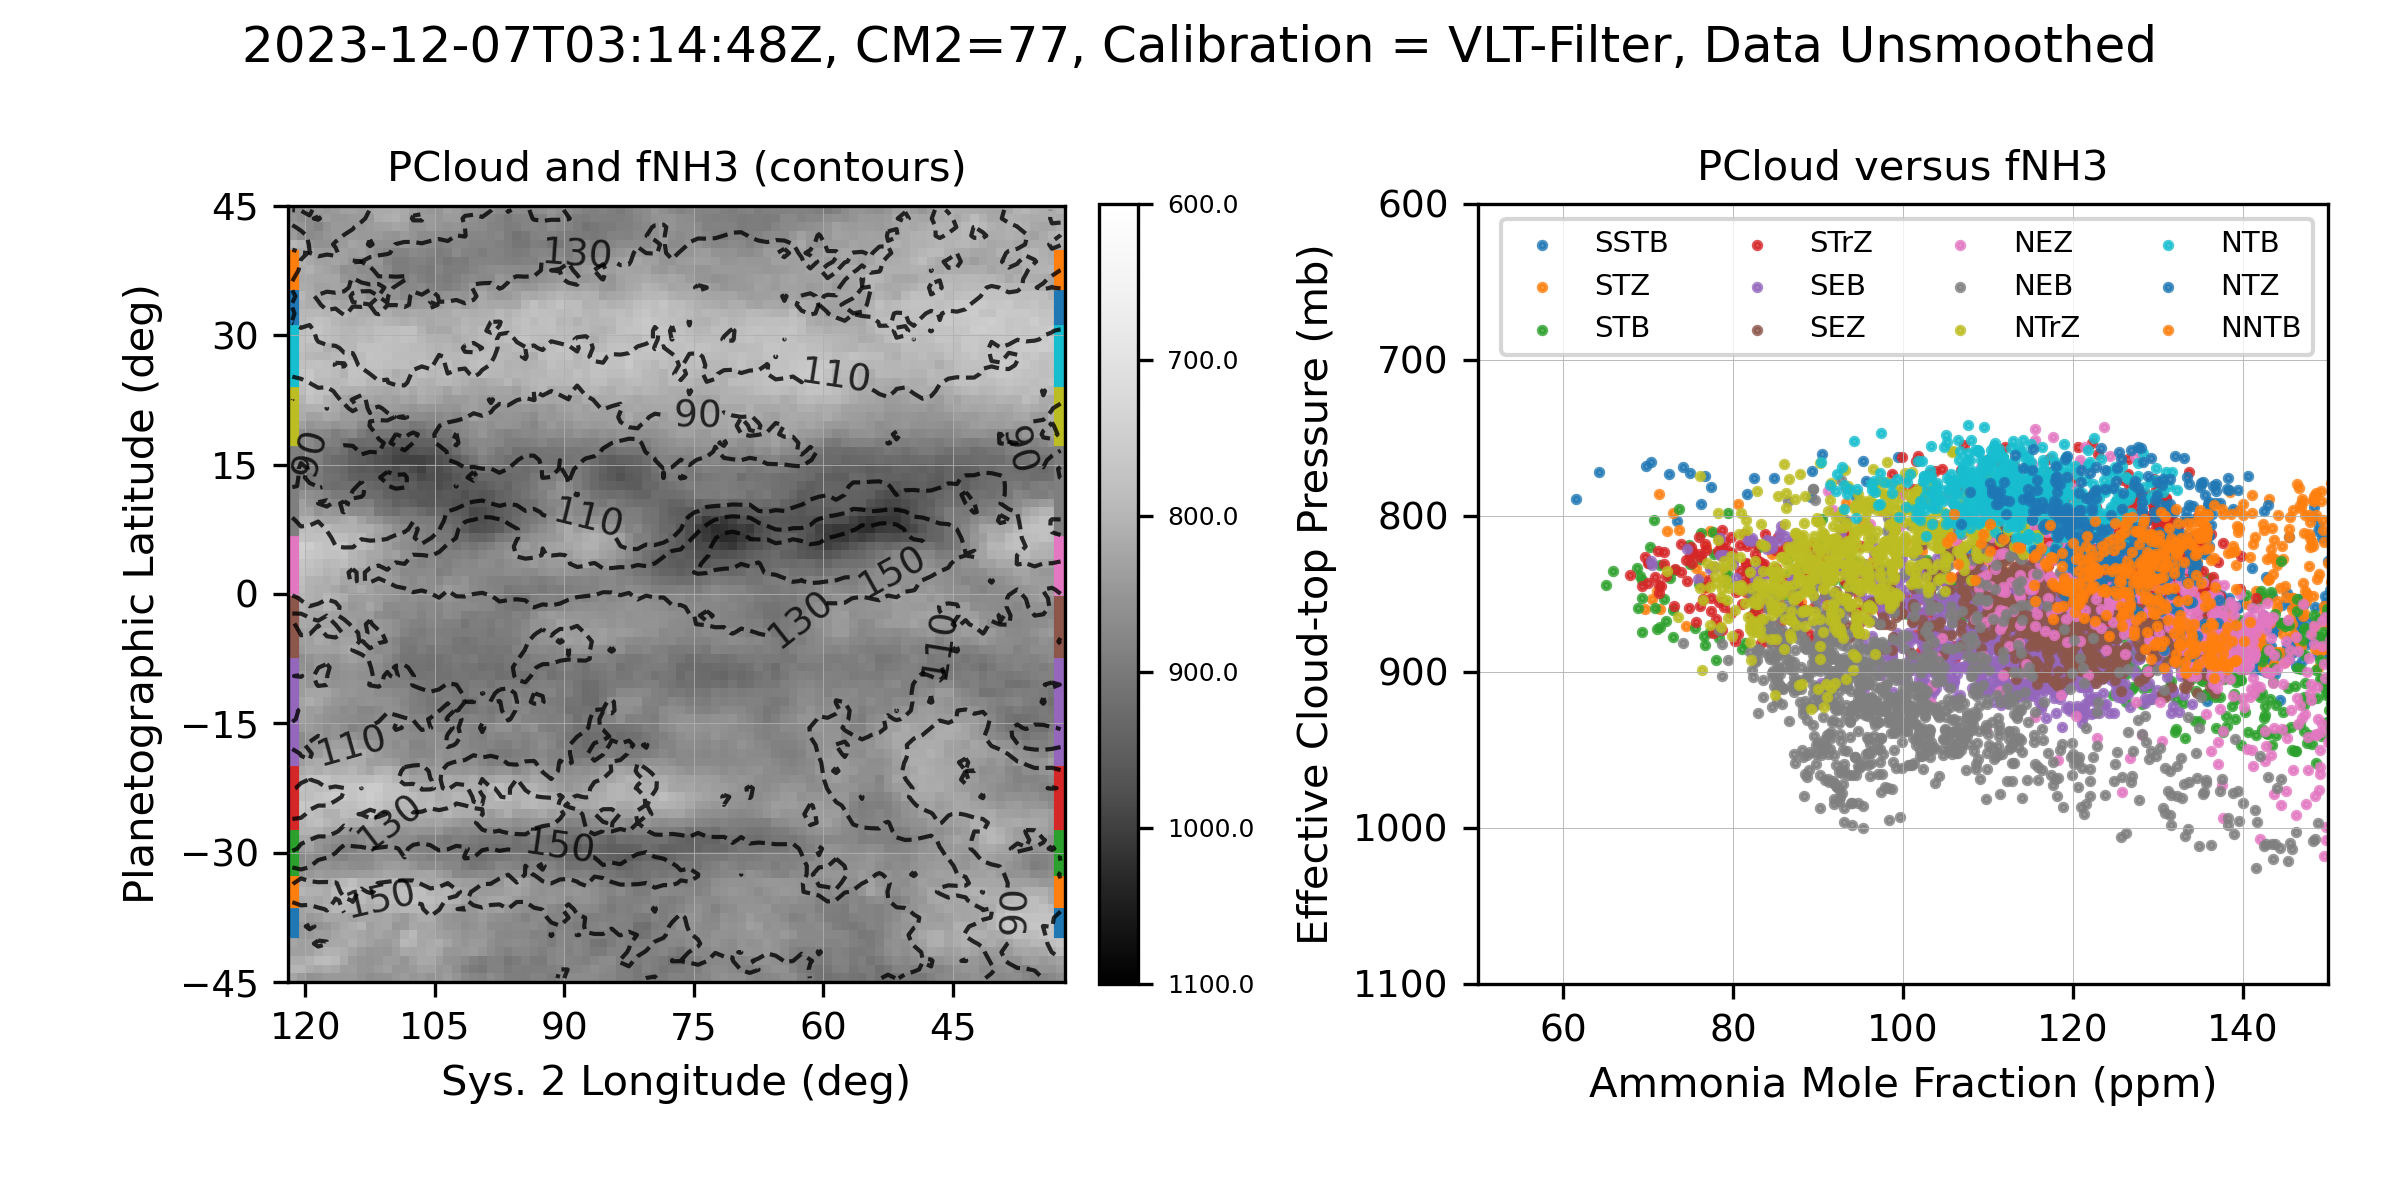 2023-12-07T03:14:48Z, CM2=77, Calibration = VLT-Filter, Data Unsmoothed
PCloud and fNH3 (contours)
Planetographic Latitude (deg)
45
30
15
0
−15
−30
−45
120 105 90 75 60 45
Sys. 2 Longitude (deg)
130
110
90
90
90
110
150
130
110
110
130
150
150
90
600.0
700.0
800.0
900.0
1000.0
1100.0
PCloud versus fNH3
Effective Cloud-top Pressure (mb)
600
700
800
900
1000
1100
SSTB STrZ NEZ NTB
STZ SEB NEB NTZ
STB SEZ NTrZ NNTB
60 80 100 120 140
Ammonia Mole Fraction (ppm)